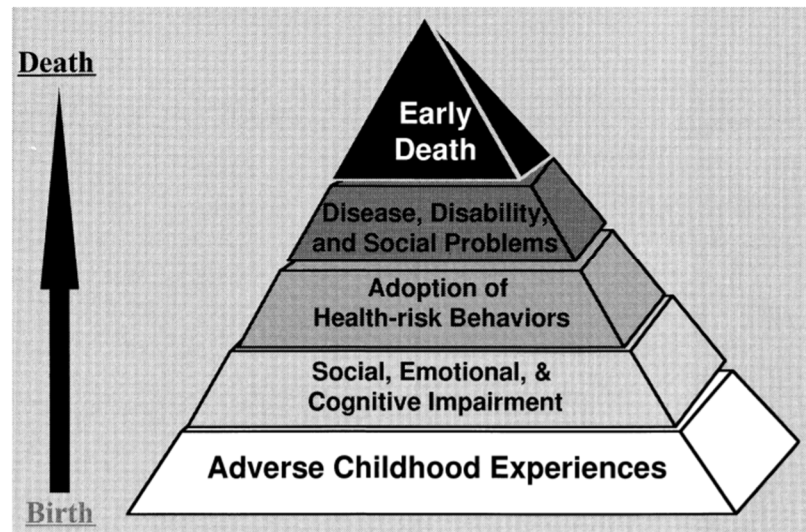 Death
Early
Death
Disease, Disability,
and Social Problems
Adoption of
Health-risk Behaviors
Social, Emotional, &
Cognitive Impairment
Adverse Childhood Experiences
Birth